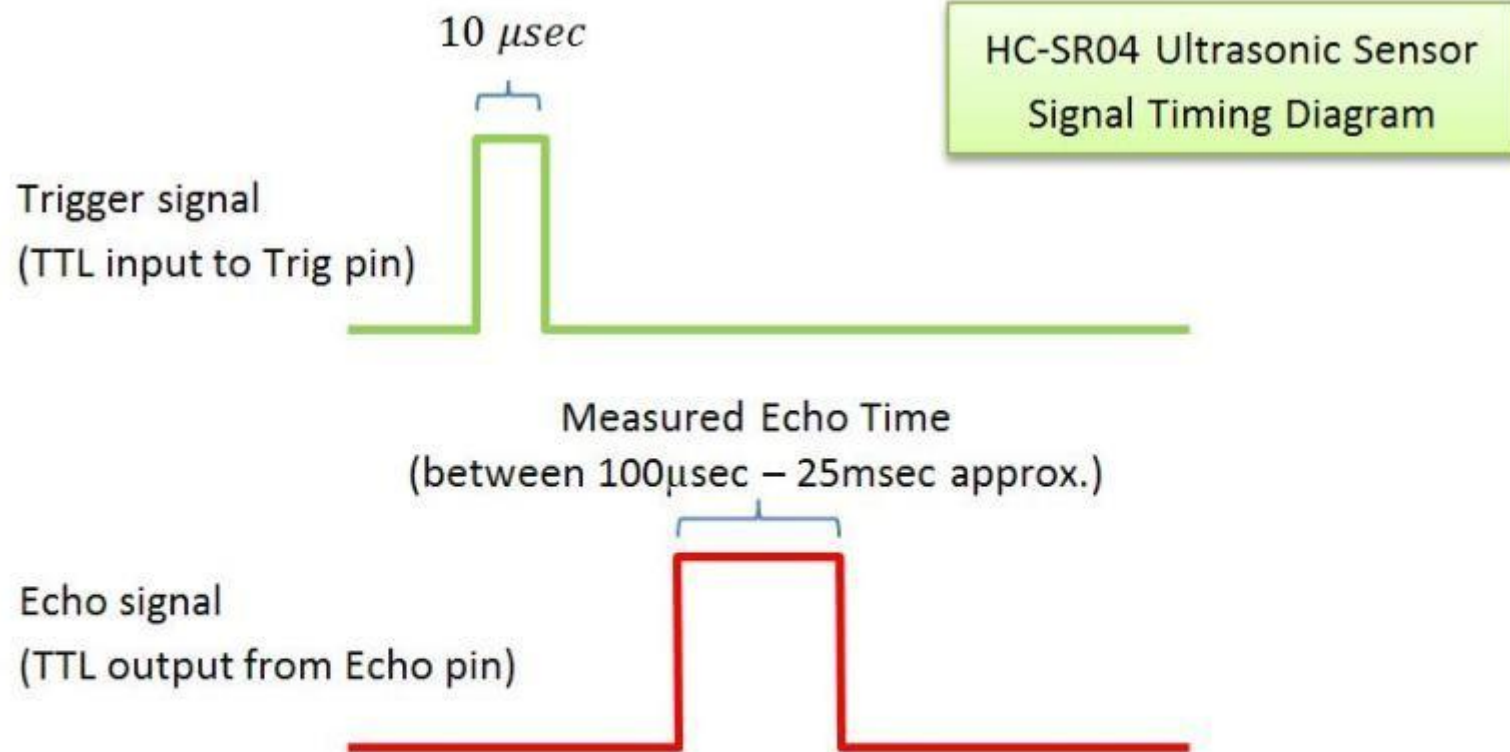 10 μsec
HC-SR04 Ultrasonic Sensor
Signal Timing Diagram
Trigger signal
(TTL input to Trig pin)
Measured Echo Time
(between 100μsec – 25msec approx.)
Echo signal
(TTL output from Echo pin)